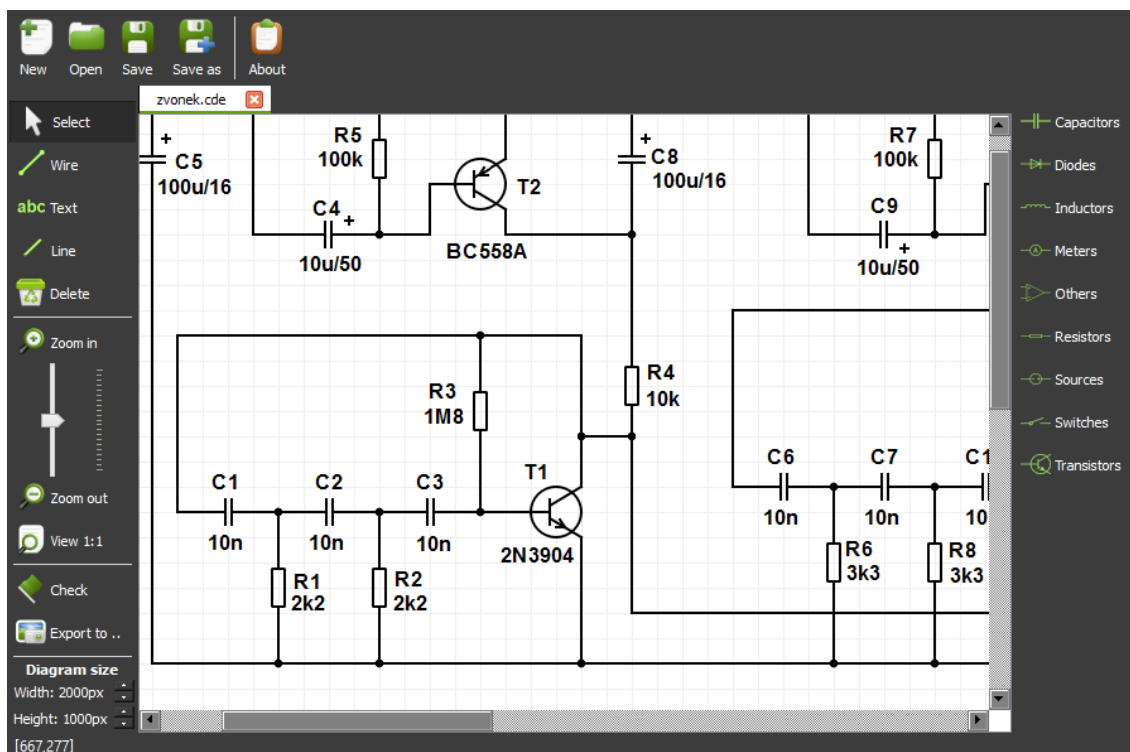 New Open Save Save as About
zvonek.cde
Select
Wire
abc Text
Line
Delete
Zoom in
Zoom out
View 1:1
Check
Export to ..
Diagram size
Width: 2000px
Height: 1000px
[667,277]
+
C5
100u/16
R5
100k
C4 +
10u/50
T2
BC558A
+
C8
100u/16
R7
100k
C9
+
10u/50
R3
1M8
R4
10k
C1
10n
C2
10n
C3
10n
T1
2N3904
R1
2k2
R2
2k2
C6
10n
C7
10n
C1
10
R6
3k3
R8
3k3
Capacitors
Diodes
Inductors
A
Meters
Others
Resistors
Sources
Switches
Transistors